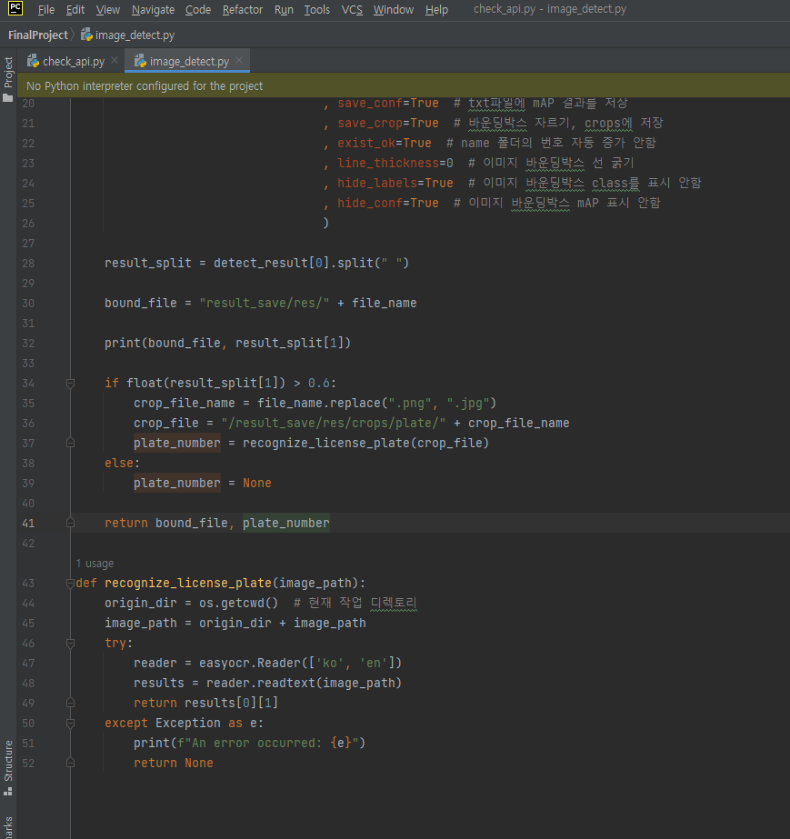 PC File Edit View Navigate Code Refactor Run Tools VCS Window Help check_api.py - image_detect.py
FinalProject image_detect.py
Project
check_api.py × image_detect.py ×
No Python interpreter configured for the project
20 , save_conf=True # txt파일에 mAP 결과를 저장
21 , save_crop=True # 바운딩박스 자르기, crops에 저장
22 , exist_ok=True # name 폴더의 번호 자동 증가 안함
23 , line_thickness=0 # 이미지 바운딩박스 선 굵기
24 , hide_labels=True # 이미지 바운딩박스 class를 표시 안함
25 , hide_conf=True # 이미지 바운딩박스 mAP 표시 안함
26 )
27
28 result_split = detect_result[0].split(" ")
29
30 bound_file = "result_save/res/" + file_name
31
32 print(bound_file, result_split[1])
33
34 if float(result_split[1]) > 0.6:
35 crop_file_name = file_name.replace(".png", ".jpg")
36 crop_file = "/result_save/res/crops/plate/" + crop_file_name
37 plate_number = recognize_license_plate(crop_file)
38 else:
39 plate_number = None
40
41 return bound_file, plate_number
42
1 usage
43 def recognize_license_plate(image_path):
44 origin_dir = os.getcwd() # 현재 작업 디렉토리
45 image_path = origin_dir + image_path
46 try:
47 reader = easyocr.Reader(['ko', 'en'])
48 results = reader.readtext(image_path)
49 return results[0][1]
50 except Exception as e:
51 print(f"An error occurred: {e}")
52 return None
Structure